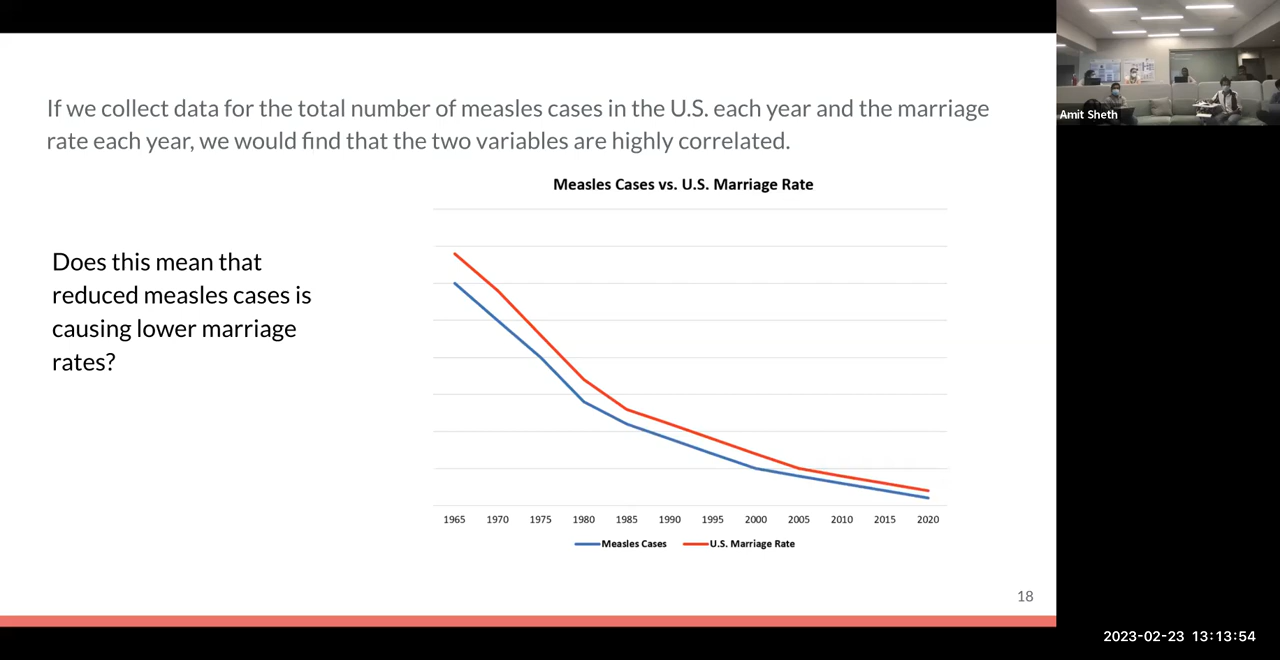 If we collect data for the total number of measles cases in the U.S. each year and the marriage
rate each year, we would find that the two variables are highly correlated.
Amit Sheth
Measles Cases vs. U.S. Marriage Rate
Does this mean that
reduced measles cases is
causing lower marriage
rates?
1965 1970 1975 1980 1985 1990 1995 2000 2005 2010 2015 2020
Measles Cases U.S. Marriage Rate
18
2023-02-23 13:13:54